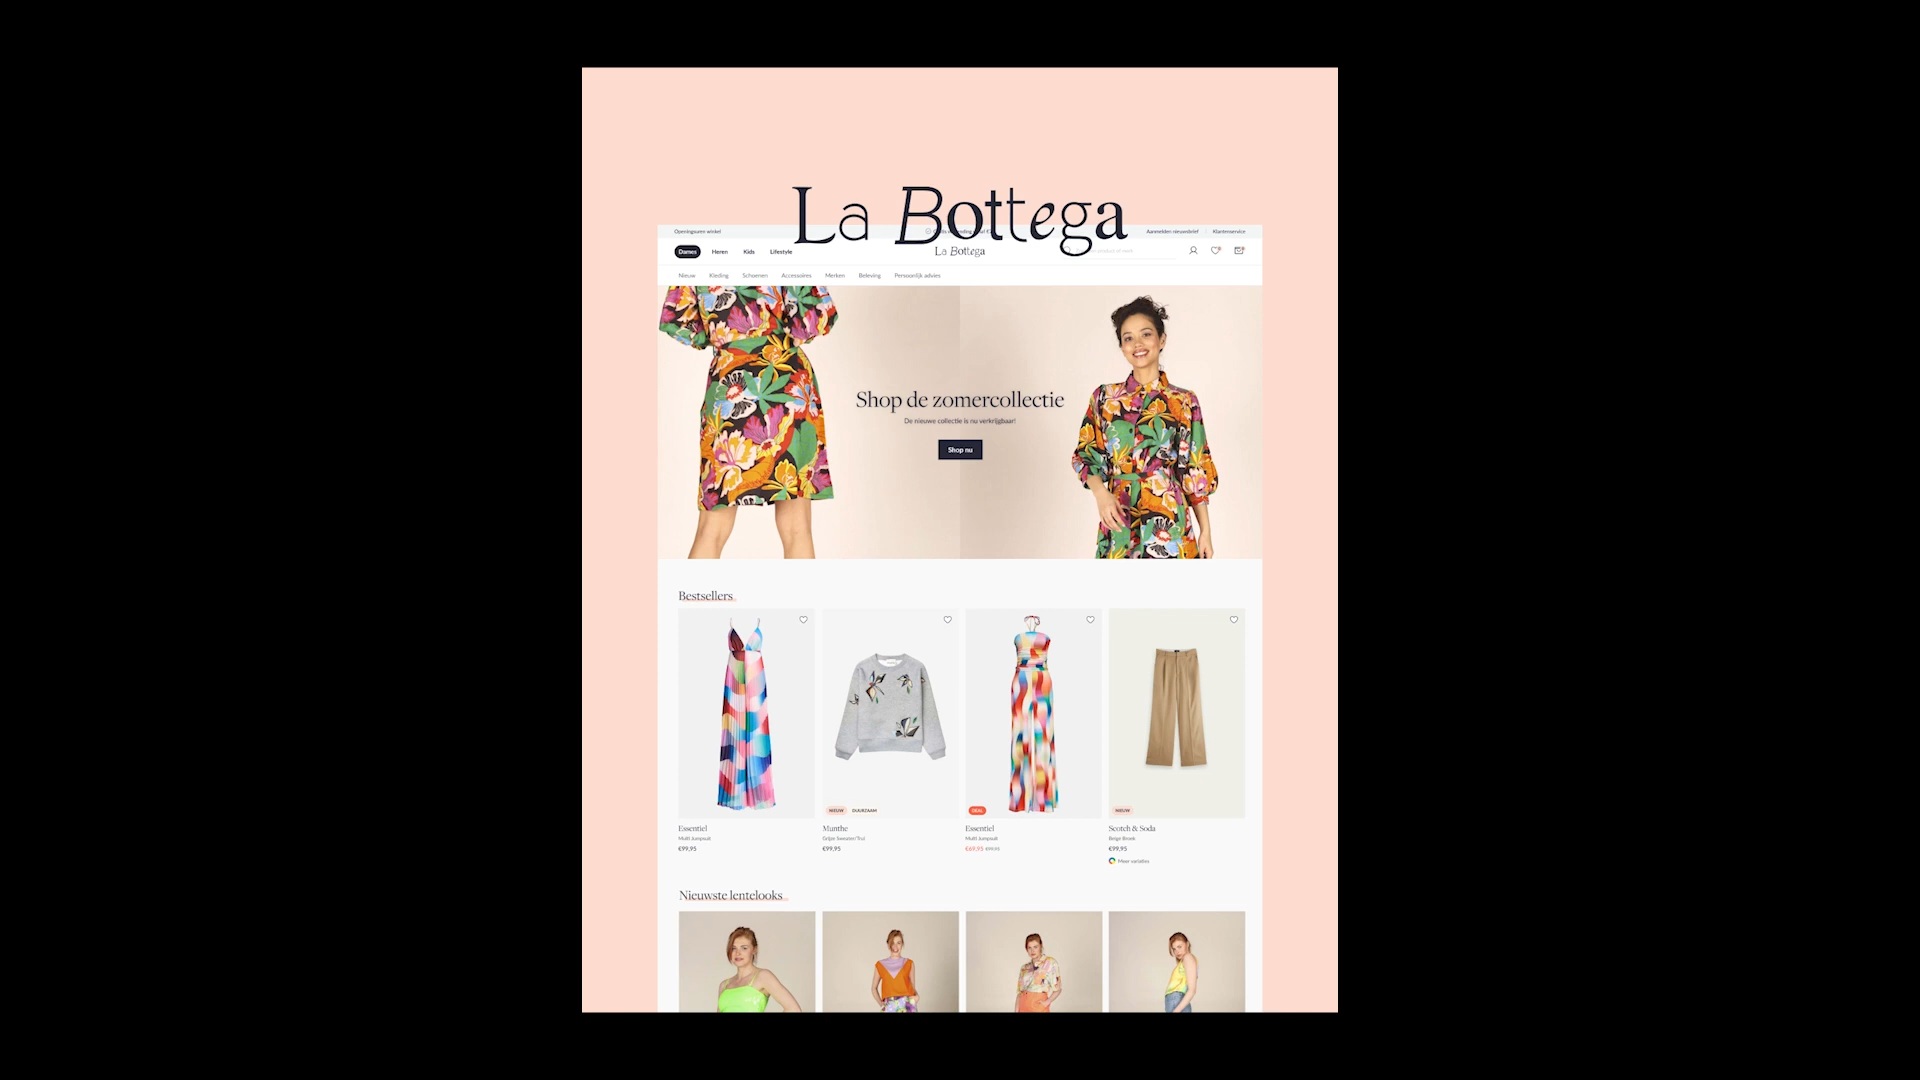 La Bottega
Openingsuren winkel
Aanmelden nieuwsbrief
Klantenservice
Dames Heren Kids Lifestyle
La Bottega
Nieuw Kleding Schoenen Accessoires Merken Beleving Persoonlijk advies
Shop de zomercollectie
De nieuwe collectie is nu verkrijgbaar!
Shop nu
Bestsellers
NIEUW DUURZAAM
DEAL
NIEUW
Essentiel
Multi Jumpsuit
€99,95
Munthe
Grijze Sweater/Trui
€99,95
Essentiel
Multi Jumpsuit
€69,95 €99,95
Scotch & Soda
Beige Broek
€99,95
Meer variaties
Nieuwste lentelooks